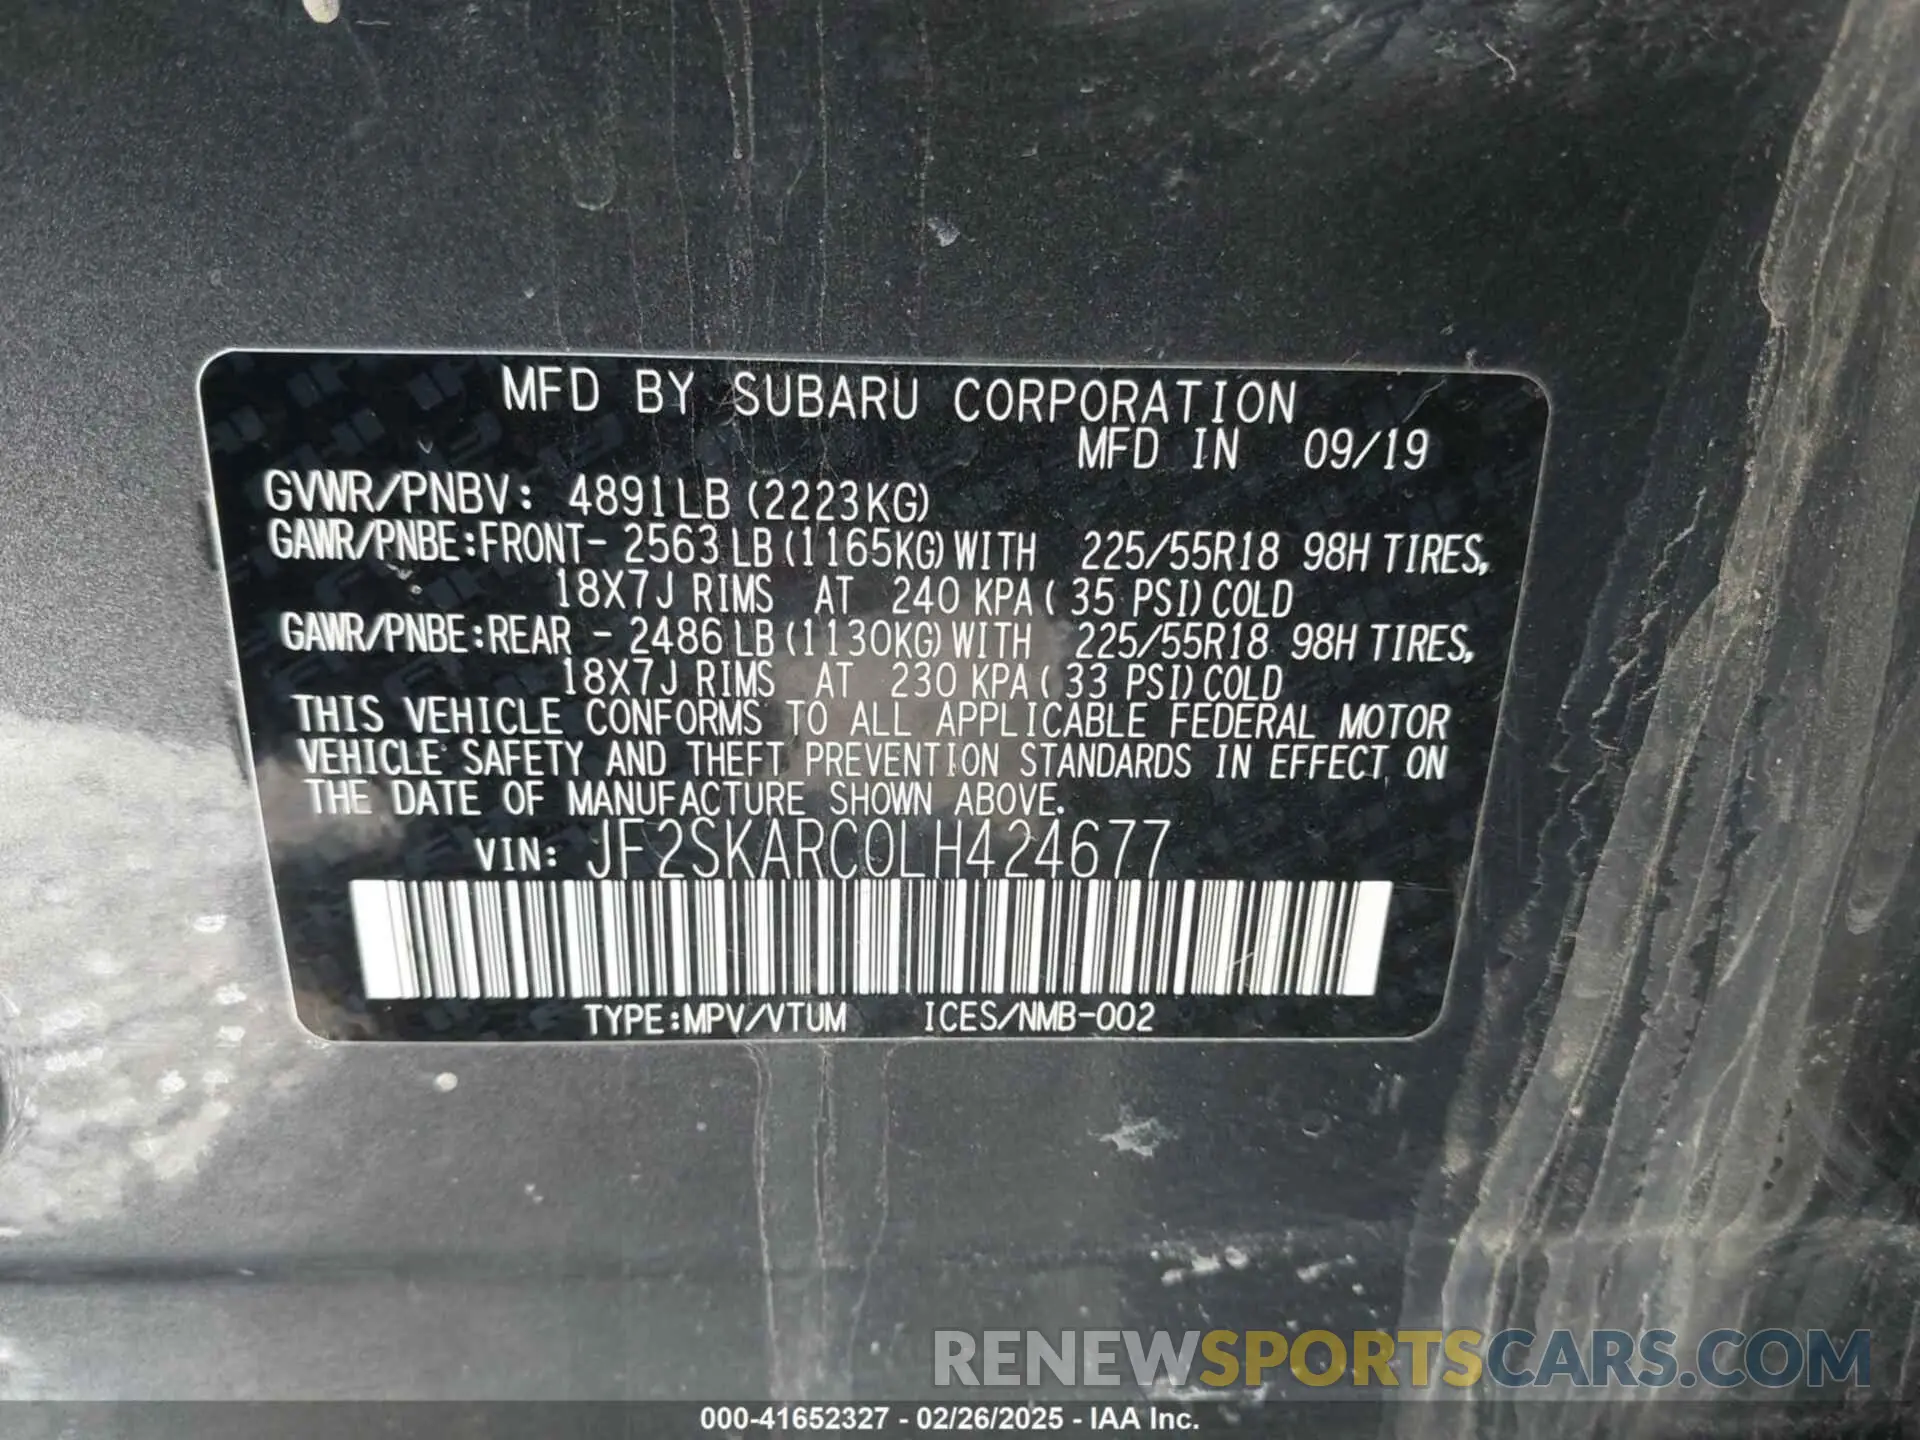 MFD BY SUBARU CORPORATION
MFD IN 09/19
GVWR/PNBV: 4891LB (2223KG)
GAWR/PNBE:FRONT- 2563LB(1165KG)WITH 225/55R18 98H TIRES,
18X7J RIMS AT 240 KPA( 35 PSI)COLD
GAWR/PNBE:REAR - 2486LB(1130KG)WITH 225/55R18 98H TIRES,
18X7J RIMS AT 230 KPA( 33 PSI)COLD
THIS VEHICLE CONFORMS TO ALL APPLICABLE FEDERAL MOTOR
VEHICLE SAFETY AND THEFT PREVENTION STANDARDS IN EFFECT ON
THE DATE OF MANUFACTURE SHOWN ABOVE.
VIN: JF2SKARC0LH424677
TYPE:MPV/VTUM ICES/NMB-002
RENEWSPORTSCARS.COM
000-41652327 - 02/26/2025 - IAA Inc.